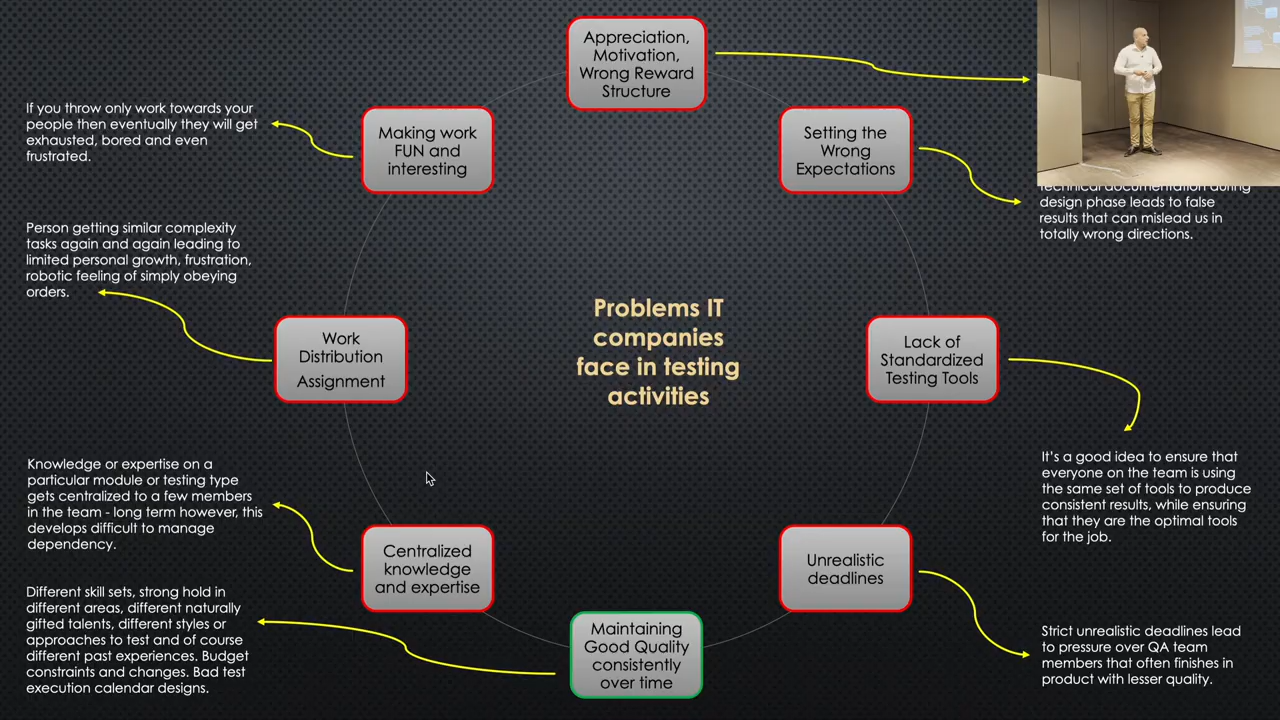 Appreciation,
Motivation,
Wrong Reward
Structure
Setting the
Wrong
Expectations
technical documentation during
design phase leads to false
results that can mislead us in
totally wrong directions.
Lack of
Standardized
Testing Tools
It's a good idea to ensure that
everyone on the team is using
the same set of tools to produce
consistent results, while ensuring
that they are the optimal tools
for the job.
Unrealistic
deadlines
Strict unrealistic deadlines lead
to pressure over QA team
members that often finishes in
product with lesser quality.
Maintaining
Good Quality
consistently
over time
Different skill sets, strong hold in
different areas, different naturally
gifted talents, different styles or
approaches to test and of course
different past experiences. Budget
constraints and changes. Bad test
execution calendar designs.
Centralized
knowledge
and expertise
Knowledge or expertise on a
particular module or testing type
gets centralized to a few members
in the team - long term however, this
develops difficult to manage
dependency.
Work
Distribution
Assignment
Person getting similar complexity
tasks again and again leading to
limited personal growth, frustration,
robotic feeling of simply obeying
orders.
Making work
FUN and
interesting
If you throw only work towards your
people then eventually they will get
exhausted, bored and even
frustrated.
Problems IT
companies
face in testing
activities